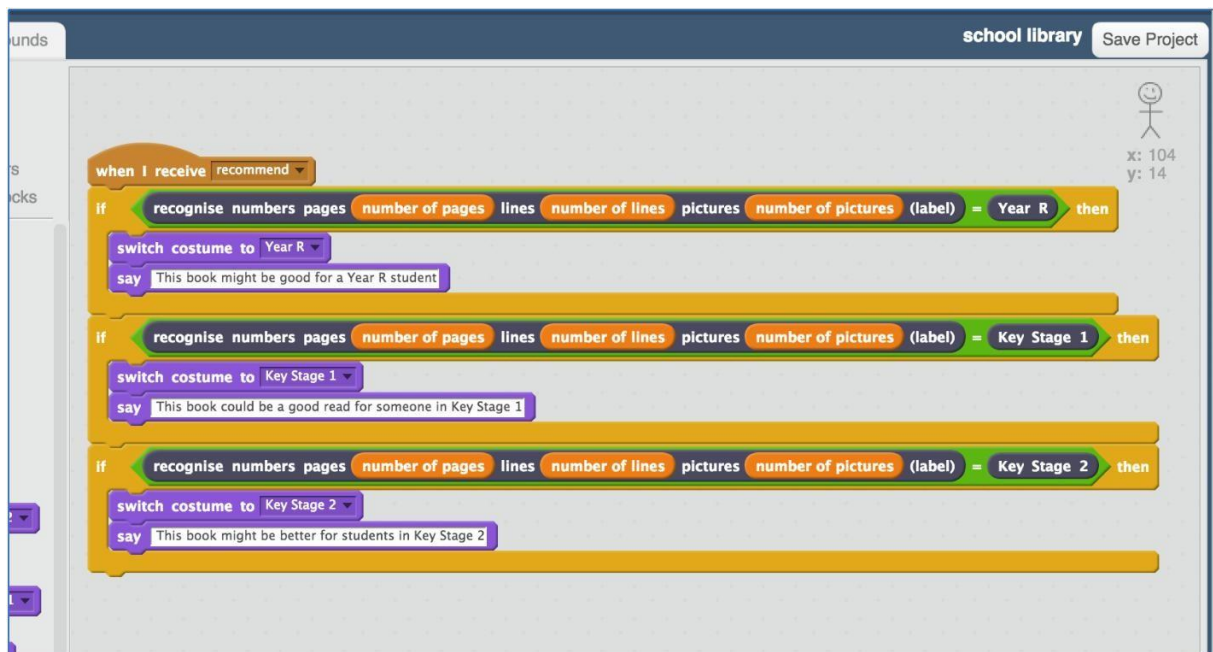 unds
school library
Save Project
x: 104
y: 14
rs
ocks
when I receive recommend
if recognise numbers pages number of pages lines number of lines pictures number of pictures (label) = Year R then
switch costume to Year R
say This book might be good for a Year R student
if recognise numbers pages number of pages lines number of lines pictures number of pictures (label) = Key Stage 1 then
switch costume to Key Stage 1
say This book could be a good read for someone in Key Stage 1
if recognise numbers pages number of pages lines number of lines pictures number of pictures (label) = Key Stage 2 then
switch costume to Key Stage 2
say This book might be better for students in Key Stage 2
2
1